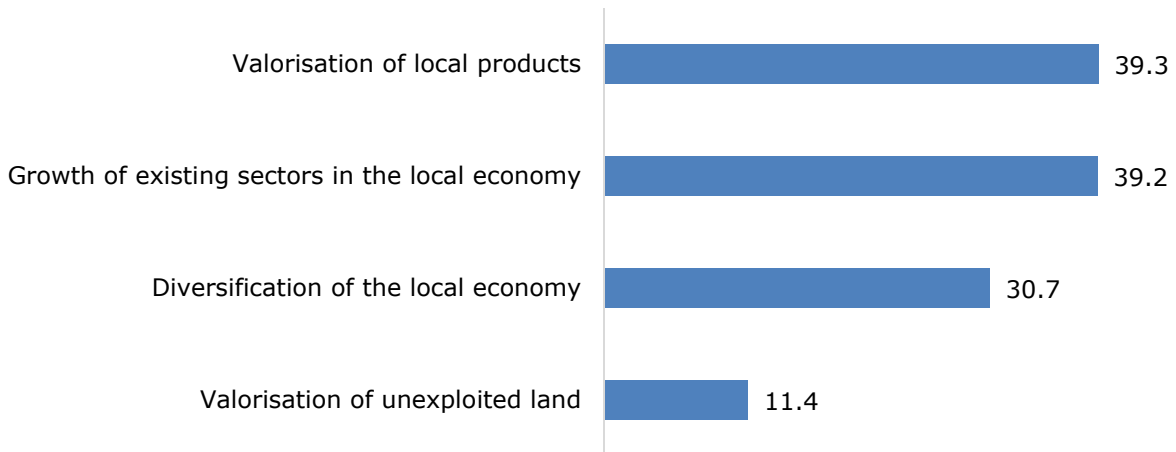 Valorisation of local products 39.3
Growth of existing sectors in the local economy 39.2
Diversification of the local economy 30.7
Valorisation of unexploited land 11.4